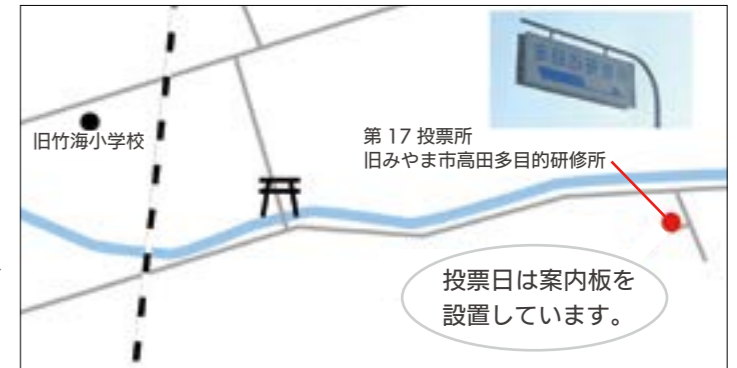 旧竹海小学校
第 17 投票所
旧みやま市高田多目的研修所
投票日は案内板を
設置しています。